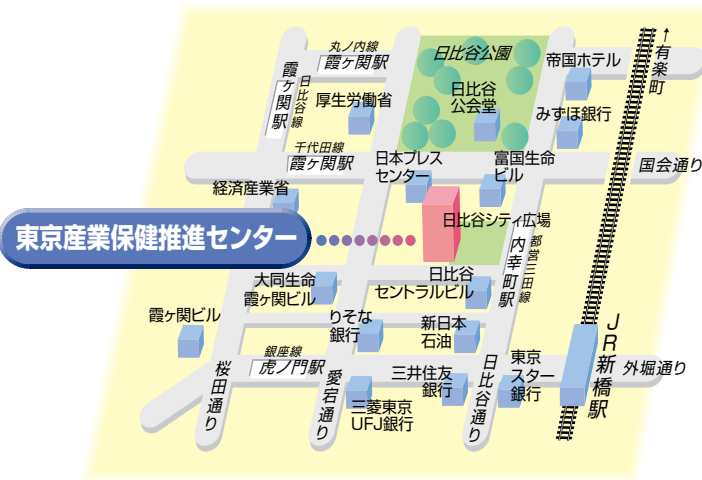 丸ノ内線
霞ヶ関駅
日比谷公園
↑有楽町
帝国ホテル
霞ヶ関駅
日比谷線
厚生労働省
日比谷
公会堂
みずほ銀行
千代田線
霞ヶ関駅
日本プレス
センター
富国生命
ビル
国会通り
経済産業省
東京産業保健推進センター
日比谷シティ広場
内幸町駅
都営三田線
大同生命
霞ヶ関ビル
日比谷
セントラルビル
霞ヶ関ビル
りそな
銀行
新日本
石油
JR新橋駅
銀座線
虎ノ門駅
桜田通り
愛宕通り
三井住友
銀行
日比谷通り
東京
スター
銀行
外堀通り
三菱東京
UFJ銀行